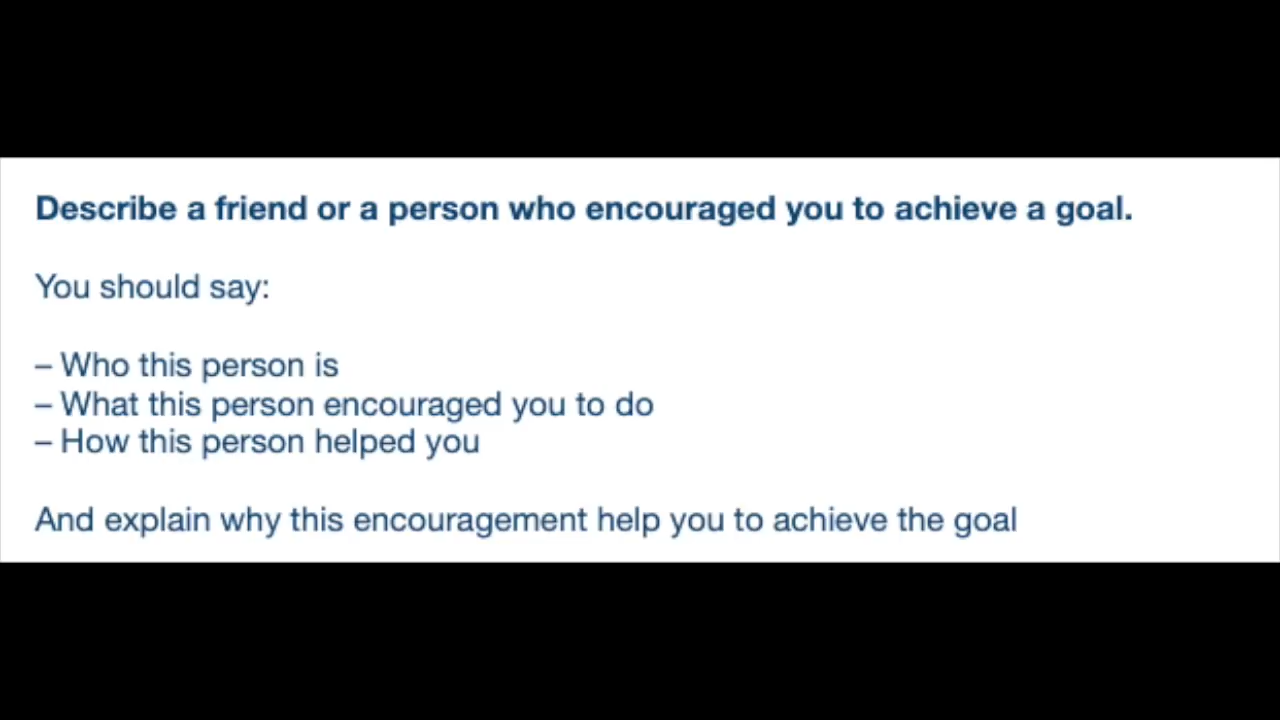 Describe a friend or a person who encouraged you to achieve a goal.
You should say:
– Who this person is
– What this person encouraged you to do
– How this person helped you
And explain why this encouragement help you to achieve the goal